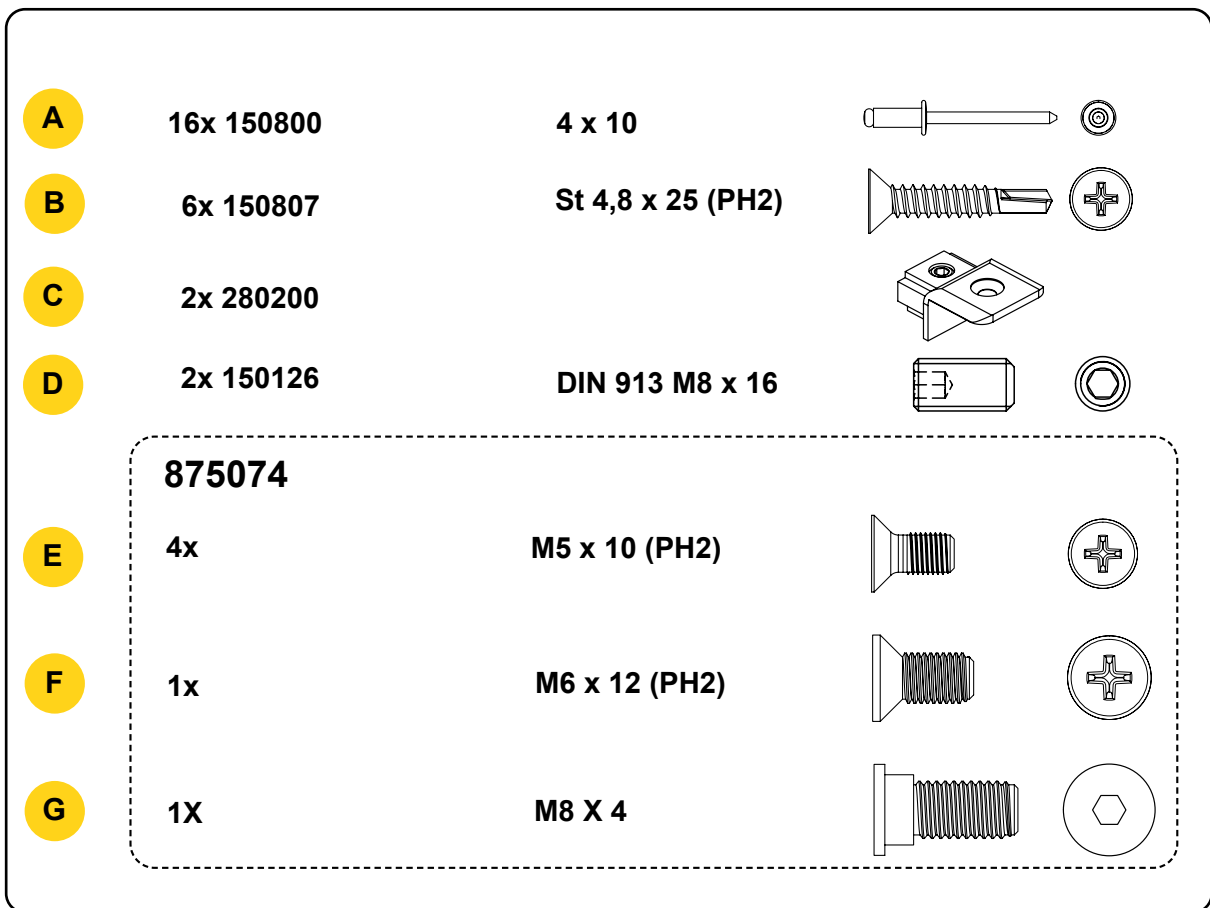 A 16x 150800 4 x 10
B 6x 150807 St 4,8 x 25 (PH2)
C 2x 280200
D 2x 150126 DIN 913 M8 x 16
875074
E 4x M5 x 10 (PH2)
F 1x M6 x 12 (PH2)
G 1X M8 X 4